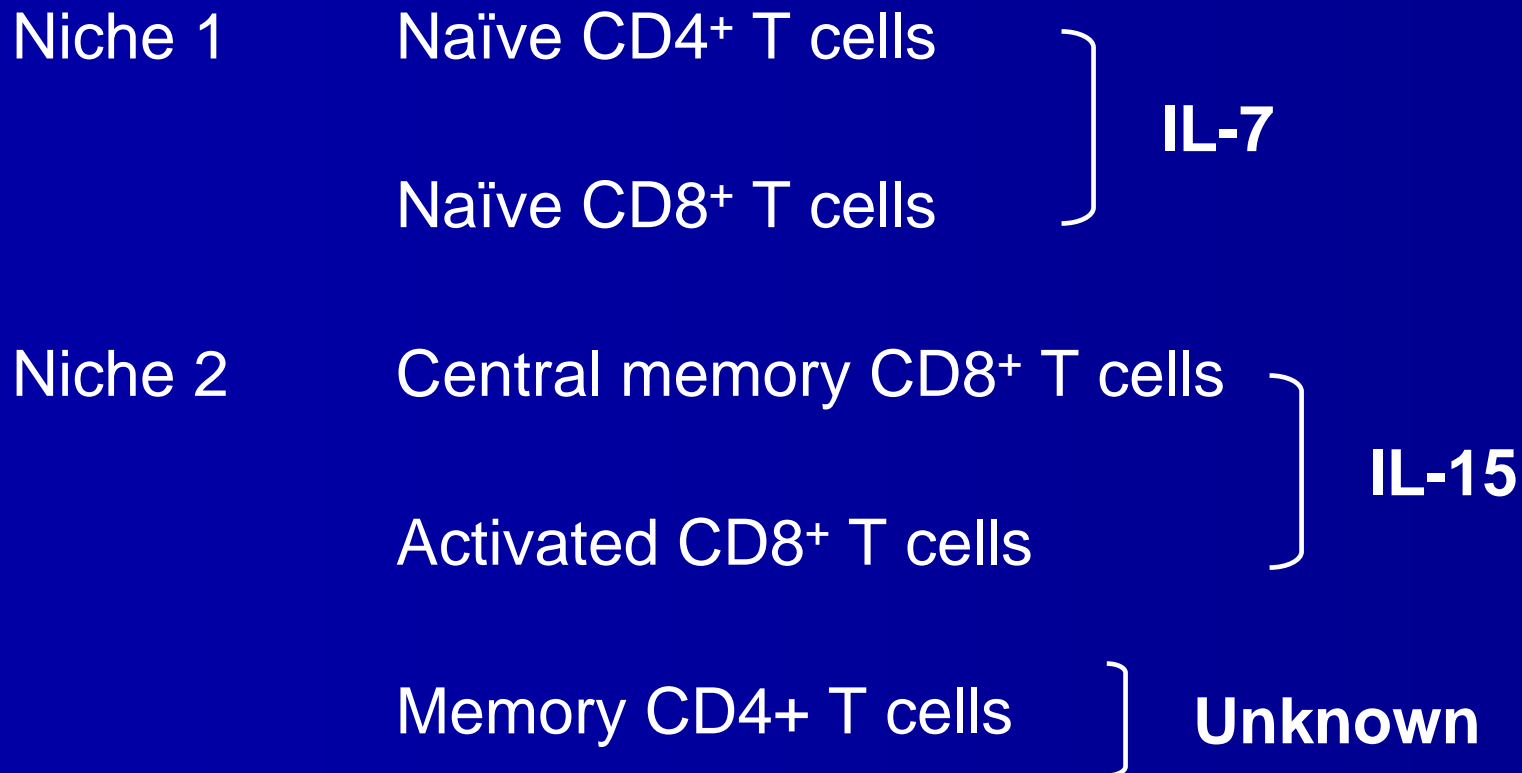 Niche 1 Naïve CD4⁺ T cells
IL-7
Naïve CD8⁺ T cells
Niche 2 Central memory CD8⁺ T cells
IL-15
Activated CD8⁺ T cells
Memory CD4+ T cells Unknown